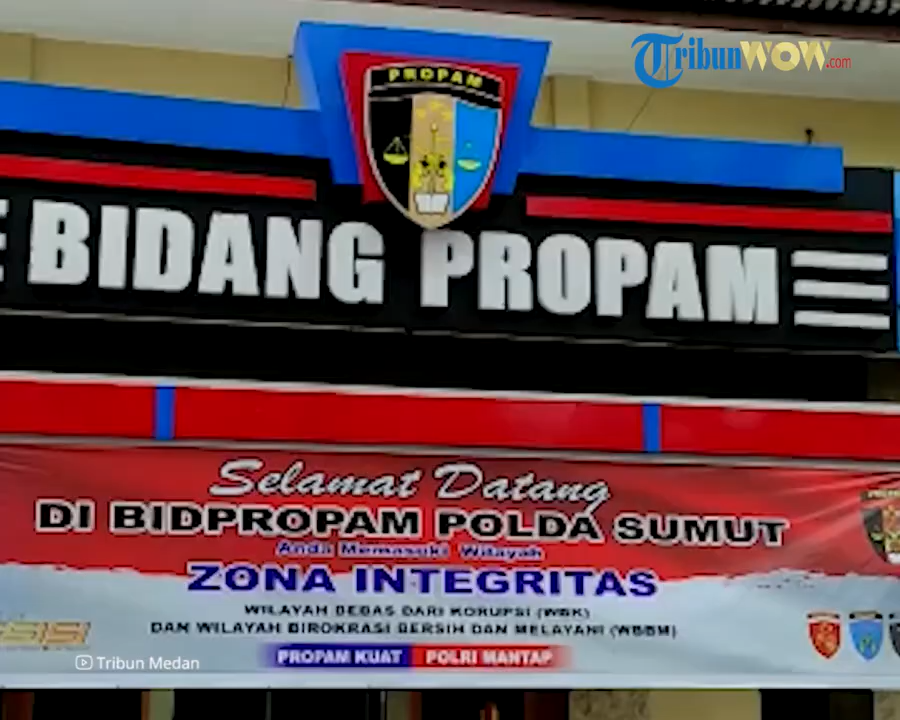 TribunWOW.com
PROPAM
BIDANG PROPAM
Selamat Datang
DI BIDPROPAM POLDA SUMUT
Anda Memasuki Wilayah
ZONA INTEGRITAS
WILAYAH BEBAS DARI KORUPSI (WBK)
DAN WILAYAH BIROKRASI BERSIH DAN MELAYANI (WBBM)
PROPAM KUAT POLRI MANTAP
Tribun Medan